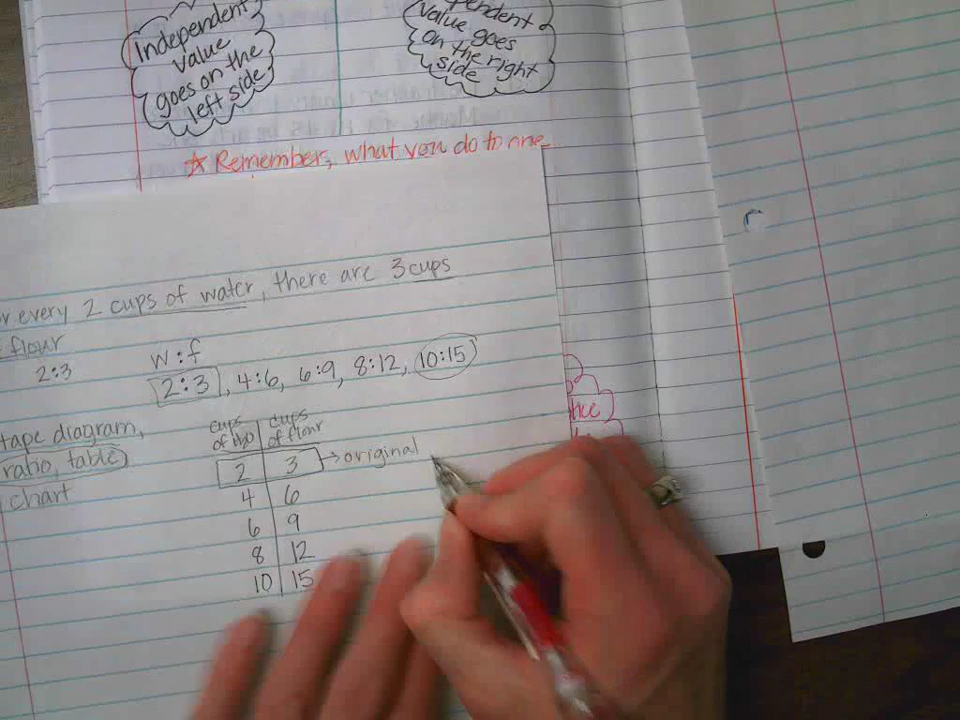 Independent
value
goes on the
left side
value goes
on the right
side
☆ Remember, what you do to one
every 2 cups of water, there are 3 cups
flour
2:3
w:f
2:3, 4:6, 6:9, 8:12, 10:15
tape diagram,
ratio, table
chart
cups of H2O | cups of flour
2 | 3 → original
4 | 6
6 | 9
8 | 12
10 | 15